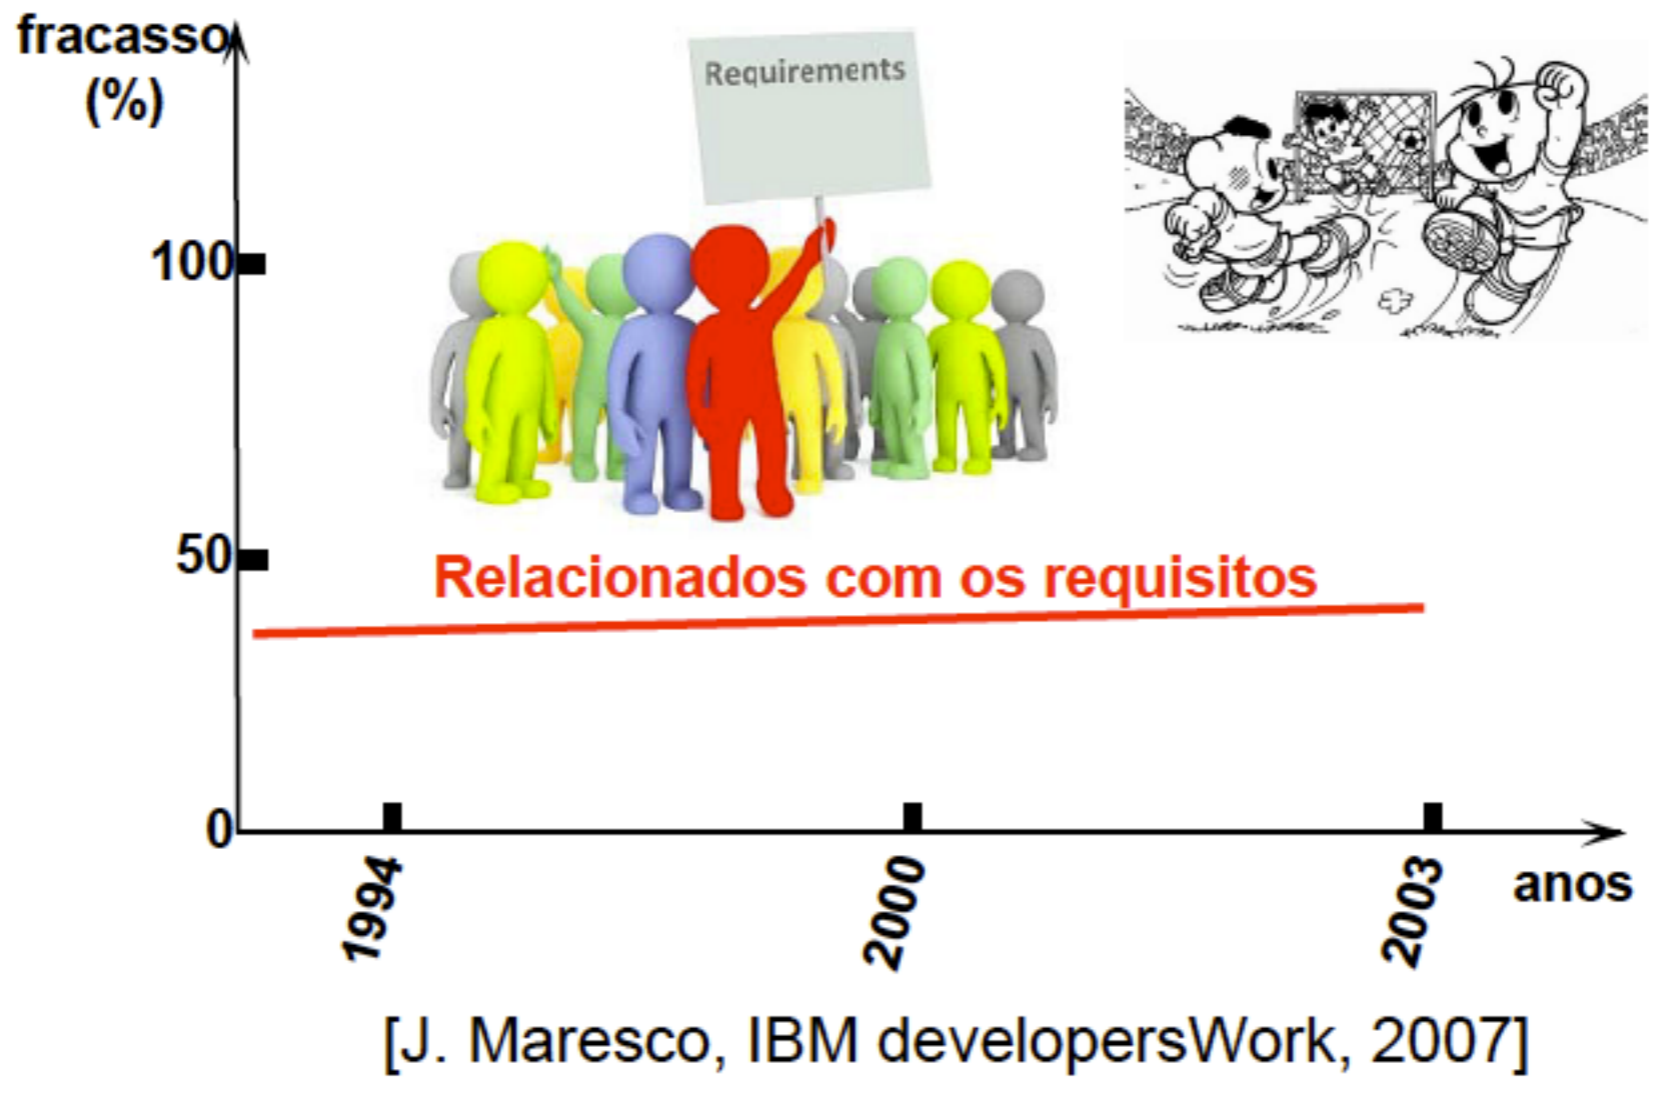 fracasso
(%)
Requirements
100
50
Relacionados com os requisitos
0
1994
2000
2003
anos
[J. Maresco, IBM developersWork, 2007]